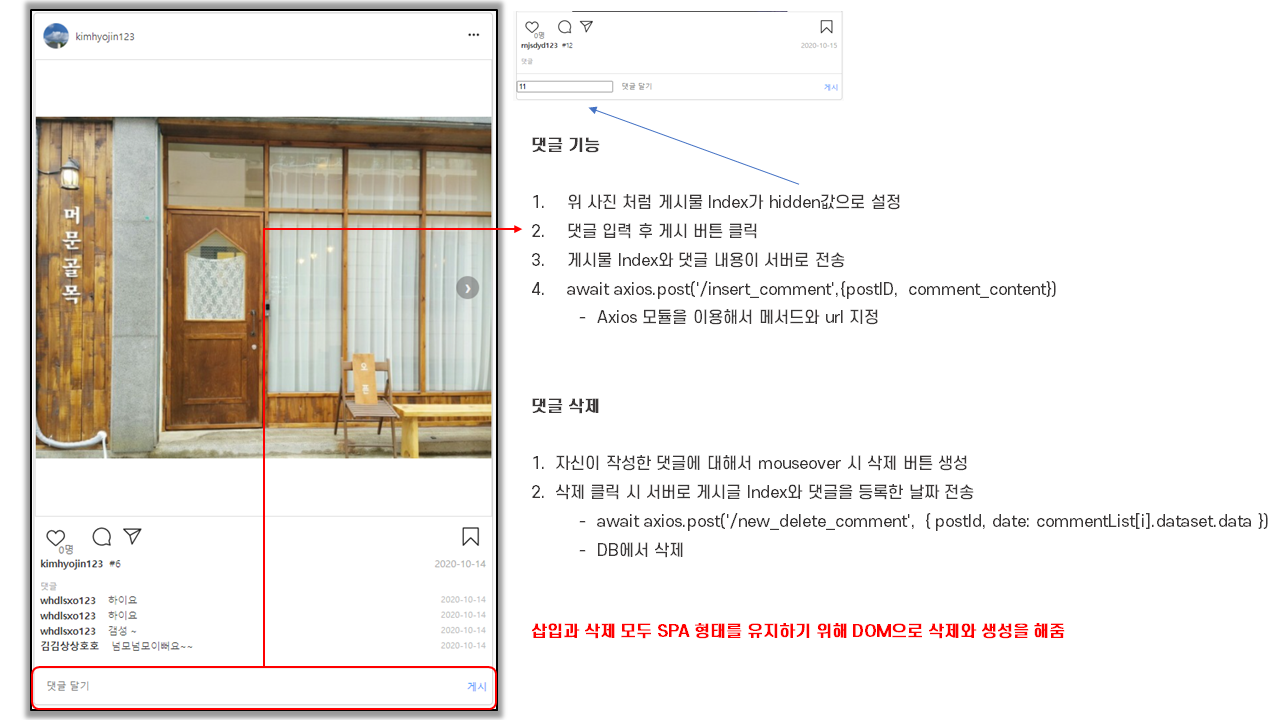 kimhyojin123
머문골목
모든
0명
kimhyojin123 #6 2020-10-14
댓글
whdlsxo123 하이요 2020-10-14
whdlsxo123 하이요 2020-10-14
whdlsxo123 갬성 ~ 2020-10-14
김김상상호호 넘모넘모이뻐요~~ 2020-10-14
댓글 달기 게시
0명
rnjsdyd123 #12 2020-10-15
댓글
11 댓글 달기 게시
댓글 기능
1. 위 사진 처럼 게시물 Index가 hidden값으로 설정
2. 댓글 입력 후 게시 버튼 클릭
3. 게시물 Index와 댓글 내용이 서버로 전송
4. await axios.post('/insert_comment',{postID, comment_content})
- Axios 모듈을 이용해서 메서드와 url 지정
댓글 삭제
1. 자신이 작성한 댓글에 대해서 mouseover 시 삭제 버튼 생성
2. 삭제 클릭 시 서버로 게시글 Index와 댓글을 등록한 날짜 전송
- await axios.post('/new_delete_comment', { postId, date: commentList[i].dataset.data })
- DB에서 삭제
삽입과 삭제 모두 SPA 형태를 유지하기 위해 DOM으로 삭제와 생성을 해줌